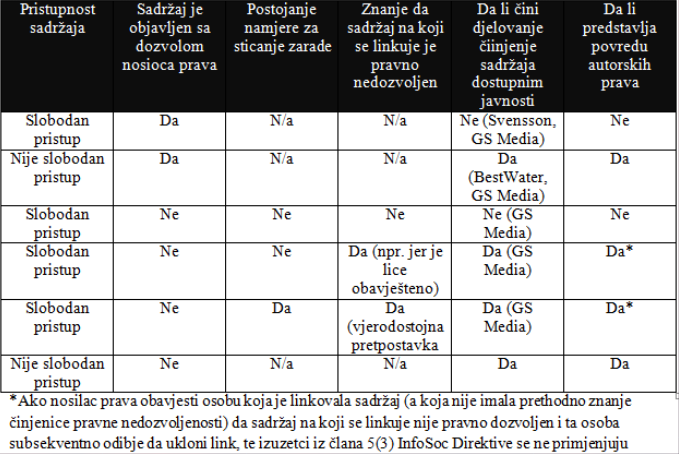 Pristupnost sadržaja | Sadržaj je objavljen sa dozvolom nosioca prava | Postojanje namjere za sticanje zarade | Znanje da sadržaj na koji se linkuje je pravno nedozvoljen | Da li čini djelovanje čiinjenje sadržaja dostupnim javnosti | Da li predstavlja povredu autorskih prava
Slobodan pristup | Da | N/a | N/a | Ne (Svensson, GS Media) | Ne
Nije slobodan pristup | Da | N/a | N/a | Da (BestWater, GS Media) | Da
Slobodan pristup | Ne | Ne | Ne | Ne (GS Media) | Ne
Slobodan pristup | Ne | Ne | Da (npr. jer je lice obavješteno) | Da (GS Media) | Da*
Slobodan pristup | Ne | Da | Da (vjerodostojna pretpostavka | Da (GS Media) | Da*
Nije slobodan pristup | Ne | N/a | N/a | Da | Da
*Ako nosilac prava obavjesti osobu koja je linkovala sadržaj (a koja nije imala prethodno znanje
činjenice pravne nedozvoljenosti) da sadržaj na koji se linkuje nije pravno dozvoljen i ta osoba
subsekventno odibje da ukloni link, te izuzetci iz člana 5(3) InfoSoc Direktive se ne primjenjuju